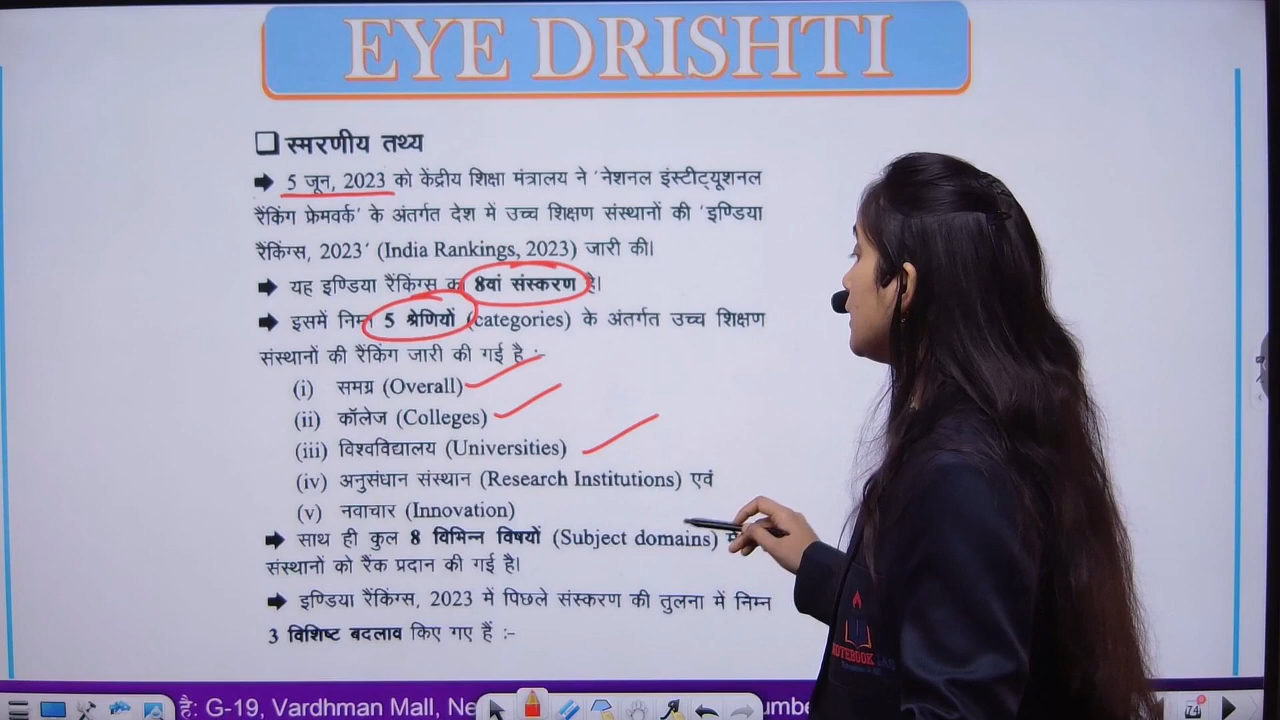 EYE DRISHTI
❑ स्मरणीय तथ्य
➡ 5 जून, 2023 को केंद्रीय शिक्षा मंत्रालय ने 'नेशनल इंस्टीट्यूशनल
रैंकिंग फ्रेमवर्क' के अंतर्गत देश में उच्च शिक्षण संस्थानों की 'इण्डिया
रैंकिंग्स, 2023' (India Rankings, 2023) जारी की।
➡ यह इण्डिया रैंकिंग्स 8वां संस्करण है।
➡ इसमें निम्न 5 श्रेणियों (categories) के अंतर्गत उच्च शिक्षण
संस्थानों की रैंकिंग जारी की गई है :-
(i) समग्र (Overall)
(ii) कॉलेज (Colleges)
(iii) विश्वविद्यालय (Universities)
(iv) अनुसंधान संस्थान (Research Institutions) एवं
(v) नवाचार (Innovation)
➡ साथ ही कुल 8 विभिन्न विषयों (Subject domains)
संस्थानों को रैंक प्रदान की गई है।
➡ इण्डिया रैंकिंग्स, 2023 में पिछले संस्करण की तुलना में निम्न
3 विशिष्ट बदलाव किए गए हैं :-
NOTEBOOK IAS
है: G-19, Vardhman Mall,
74